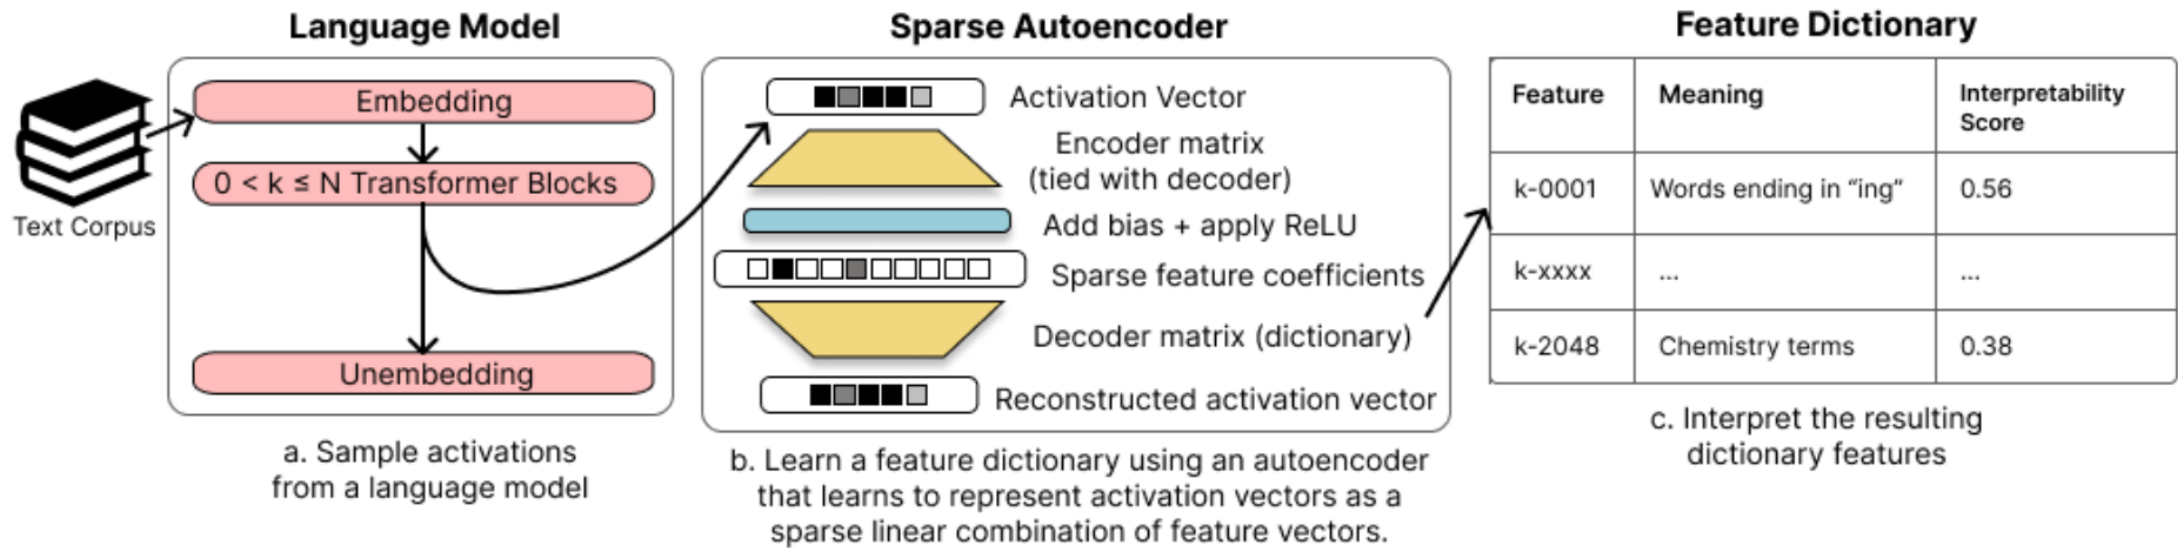 Language Model
Text Corpus
Embedding
0 < k ≤ N Transformer Blocks
Unembedding
a. Sample activations
from a language model
Sparse Autoencoder
Activation Vector
Encoder matrix
(tied with decoder)
Add bias + apply ReLU
Sparse feature coefficients
Decoder matrix (dictionary)
Reconstructed activation vector
b. Learn a feature dictionary using an autoencoder
that learns to represent activation vectors as a
sparse linear combination of feature vectors.
Feature Dictionary
Feature Meaning Interpretability
Score
k-0001 Words ending in “ing” 0.56
k-xxxx ... ...
k-2048 Chemistry terms 0.38
c. Interpret the resulting
dictionary features